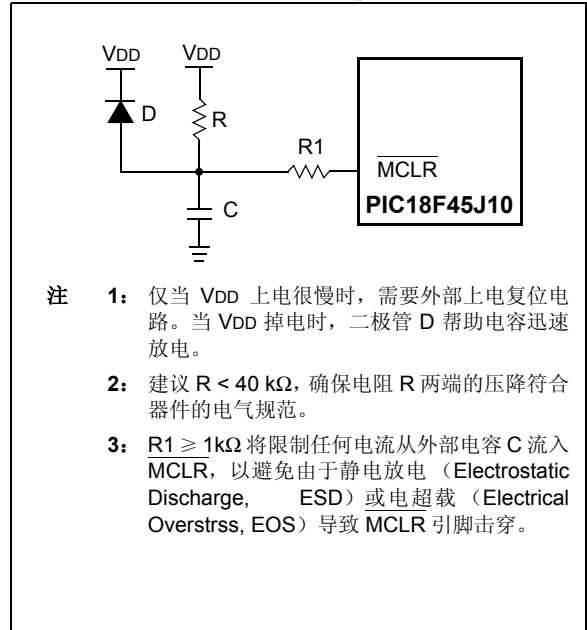 VDD VDD
D
R
R1
MCLR
PIC18F45J10
C
注 1： 仅当 VDD 上电很慢时，需要外部上电复位电
路。当 VDD 掉电时，二极管 D 帮助电容迅速
放电。
2： 建议 R < 40 kΩ，确保电阻 R 两端的压降符合
器件的电气规范。
3： R1 ≥ 1kΩ 将限制任何电流从外部电容 C 流入
MCLR，以避免由于静电放电（Electrostatic
Discharge, ESD）或电超载（Electrical
Overstrss, EOS）导致 MCLR 引脚击穿。